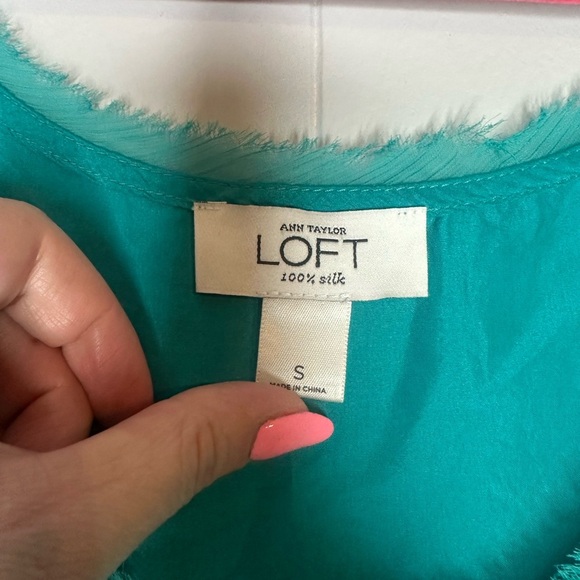 ANN TAYLOR
LOFT
100% silk
S
MADE IN CHINA